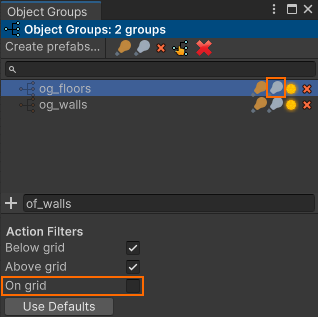 Object Groups
Object Groups: 2 groups
Create prefabs...
og_floors
og_walls
of_walls
Action Filters
Below grid
Above grid
On grid
Use Defaults